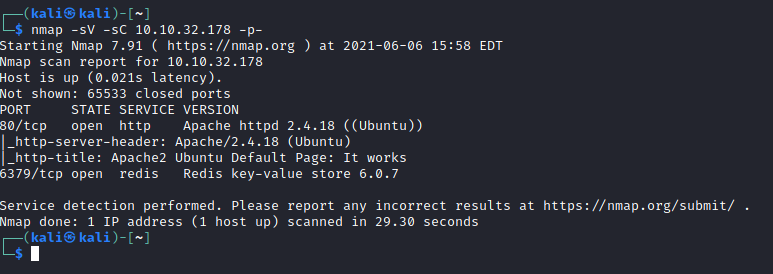 ┌──(kali㉿kali)-[~]
└─$ nmap -sV -sC 10.10.32.178 -p-
Starting Nmap 7.91 ( https://nmap.org ) at 2021-06-06 15:58 EDT
Nmap scan report for 10.10.32.178
Host is up (0.021s latency).
Not shown: 65533 closed ports
PORT     STATE SERVICE VERSION
80/tcp   open  http    Apache httpd 2.4.18 ((Ubuntu))
|_http-server-header: Apache/2.4.18 (Ubuntu)
|_http-title: Apache2 Ubuntu Default Page: It works
6379/tcp open  redis   Redis key-value store 6.0.7
Service detection performed. Please report any incorrect results at https://nmap.org/submit/ .
Nmap done: 1 IP address (1 host up) scanned in 29.30 seconds
┌──(kali㉿kali)-[~]
└─$